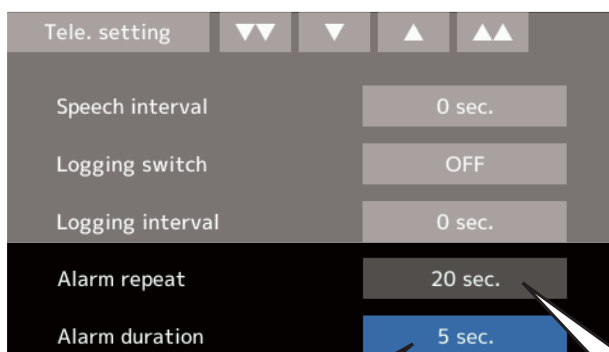 Tele. setting ▼▼ ▼ ▲ ▲▲
Speech interval 0 sec.
Logging switch OFF
Logging interval 0 sec.
Alarm repeat 20 sec.
Alarm duration 5 sec.